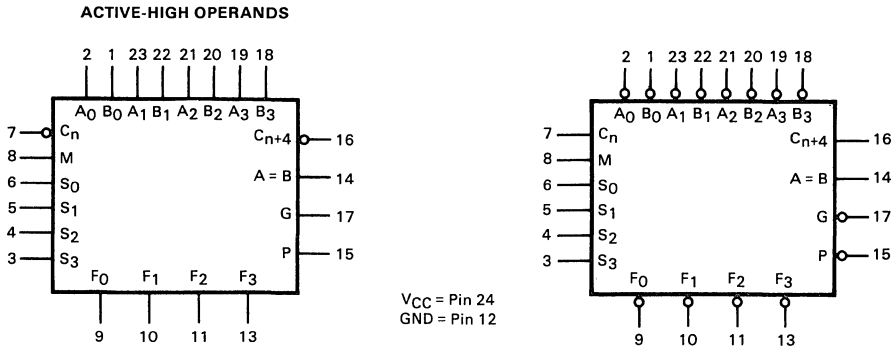 ACTIVE-HIGH OPERANDS
2 1 23 22 21 20 19 18
A0 B0 A1 B1 A2 B2 A3 B3
7 Cn Cn+4 16
8 M
A = B 14
6 S0
5 S1 G 17
4 S2
P 15
3 S3
F0 F1 F2 F3
9 10 11 13
VCC = Pin 24
GND = Pin 12
2 1 23 22 21 20 19 18
A0 B0 A1 B1 A2 B2 A3 B3
7 Cn Cn+4 16
8 M
A = B 14
6 S0
5 S1 G 17
4 S2
P 15
3 S3
F0 F1 F2 F3
9 10 11 13